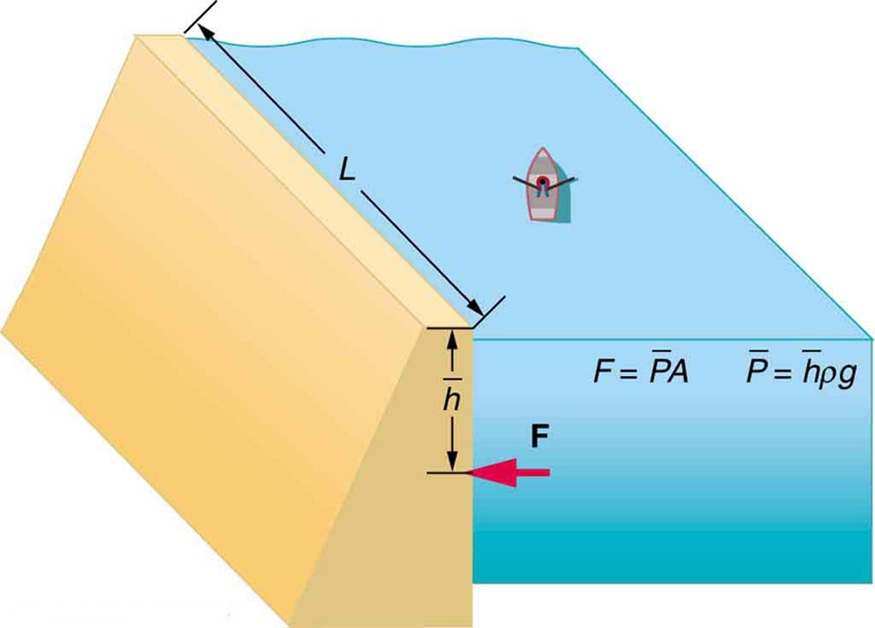 L
F = P̅A P̅ = h̅ρg
h̅
F